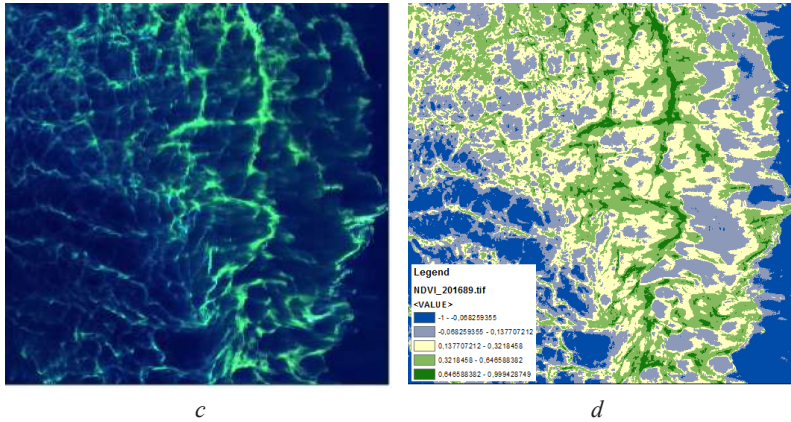 Legend
NDVI_201689.tif
<VALUE>
-1 - -0,068259355
-0,068259355 - 0,137707212
0,137707212 - 0,3218458
0,3218458 - 0,646588382
0,646588382 - 0,999428749
c
d